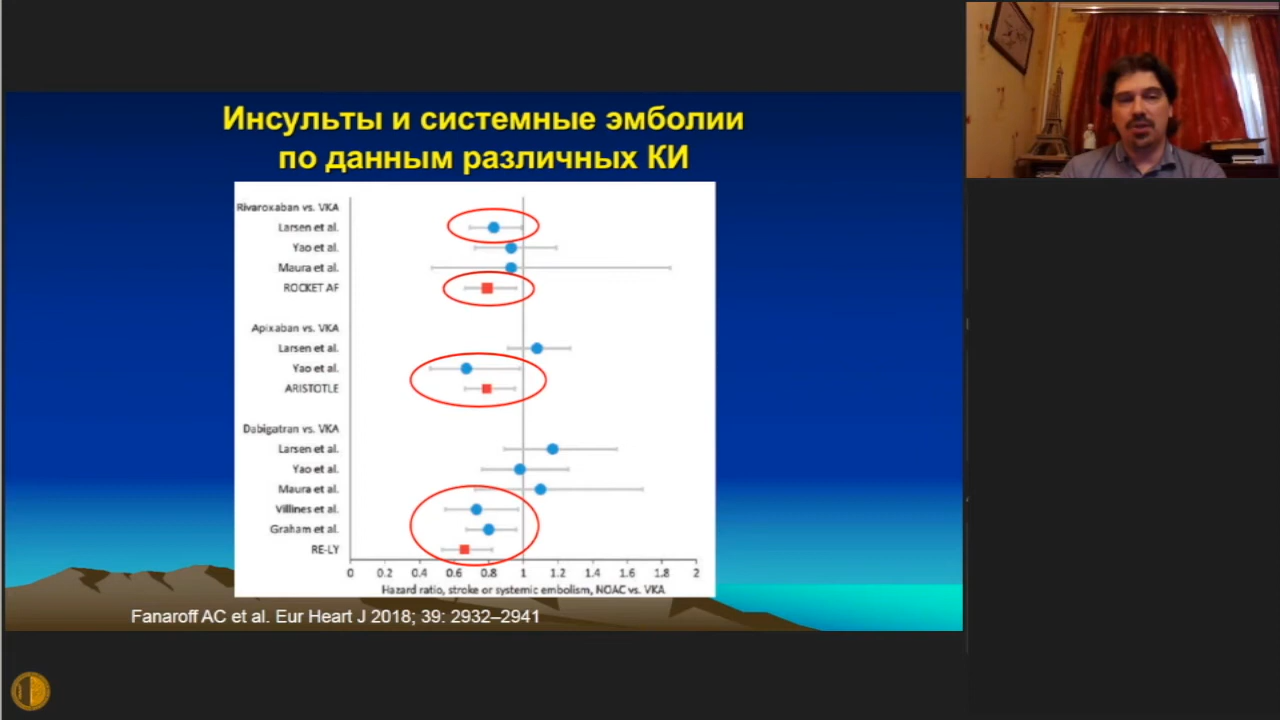 Инсульты и системные эмболии
по данным различных КИ
Rivaroxaban vs. VKA
Larsen et al.
Yao et al.
Maura et al.
ROCKET AF
Apixaban vs. VKA
Larsen et al.
Yao et al.
ARISTOTLE
Dabigatran vs. VKA
Larsen et al.
Yao et al.
Maura et al.
Villines et al.
Graham et al.
RE-LY
0 0.2 0.4 0.6 0.8 1 1.2 1.4 1.6 1.8 2
Hazard ratio, stroke or systemic embolism, NOAC vs. VKA
Fanaroff AC et al. Eur Heart J 2018; 39: 2932–2941